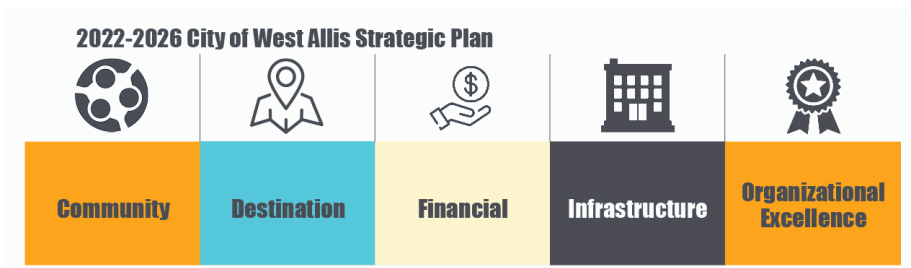 2022-2026 City of West Allis Strategic Plan
$
Community
Destination
Financial
Infrastructure
Organizational
Excellence